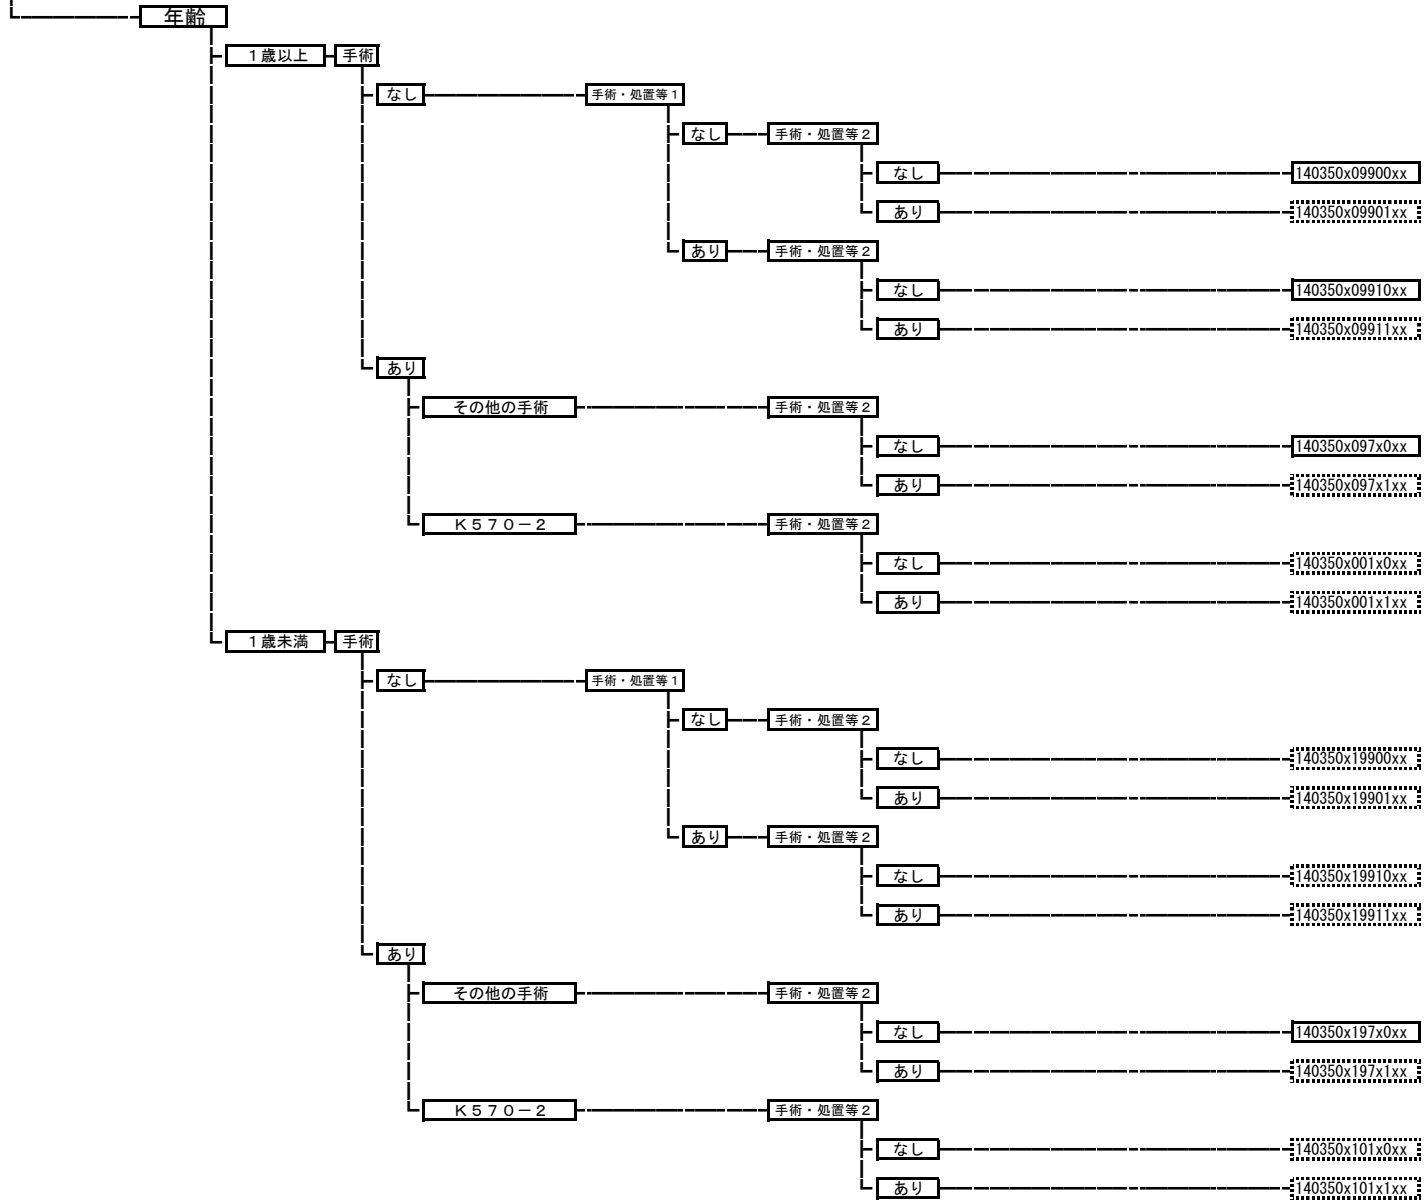 年齢
１歳以上 手術
なし 手術・処置等１
なし 手術・処置等２
なし 140350x09900xx
あり 140350x09901xx
あり 手術・処置等２
なし 140350x09910xx
あり 140350x09911xx
あり
その他の手術 手術・処置等２
なし 140350x097x0xx
あり 140350x097x1xx
Ｋ５７０－２ 手術・処置等２
なし 140350x001x0xx
あり 140350x001x1xx
１歳未満 手術
なし 手術・処置等１
なし 手術・処置等２
なし 140350x19900xx
あり 140350x19901xx
あり 手術・処置等２
なし 140350x19910xx
あり 140350x19911xx
あり
その他の手術 手術・処置等２
なし 140350x197x0xx
あり 140350x197x1xx
Ｋ５７０－２ 手術・処置等２
なし 140350x101x0xx
あり 140350x101x1xx